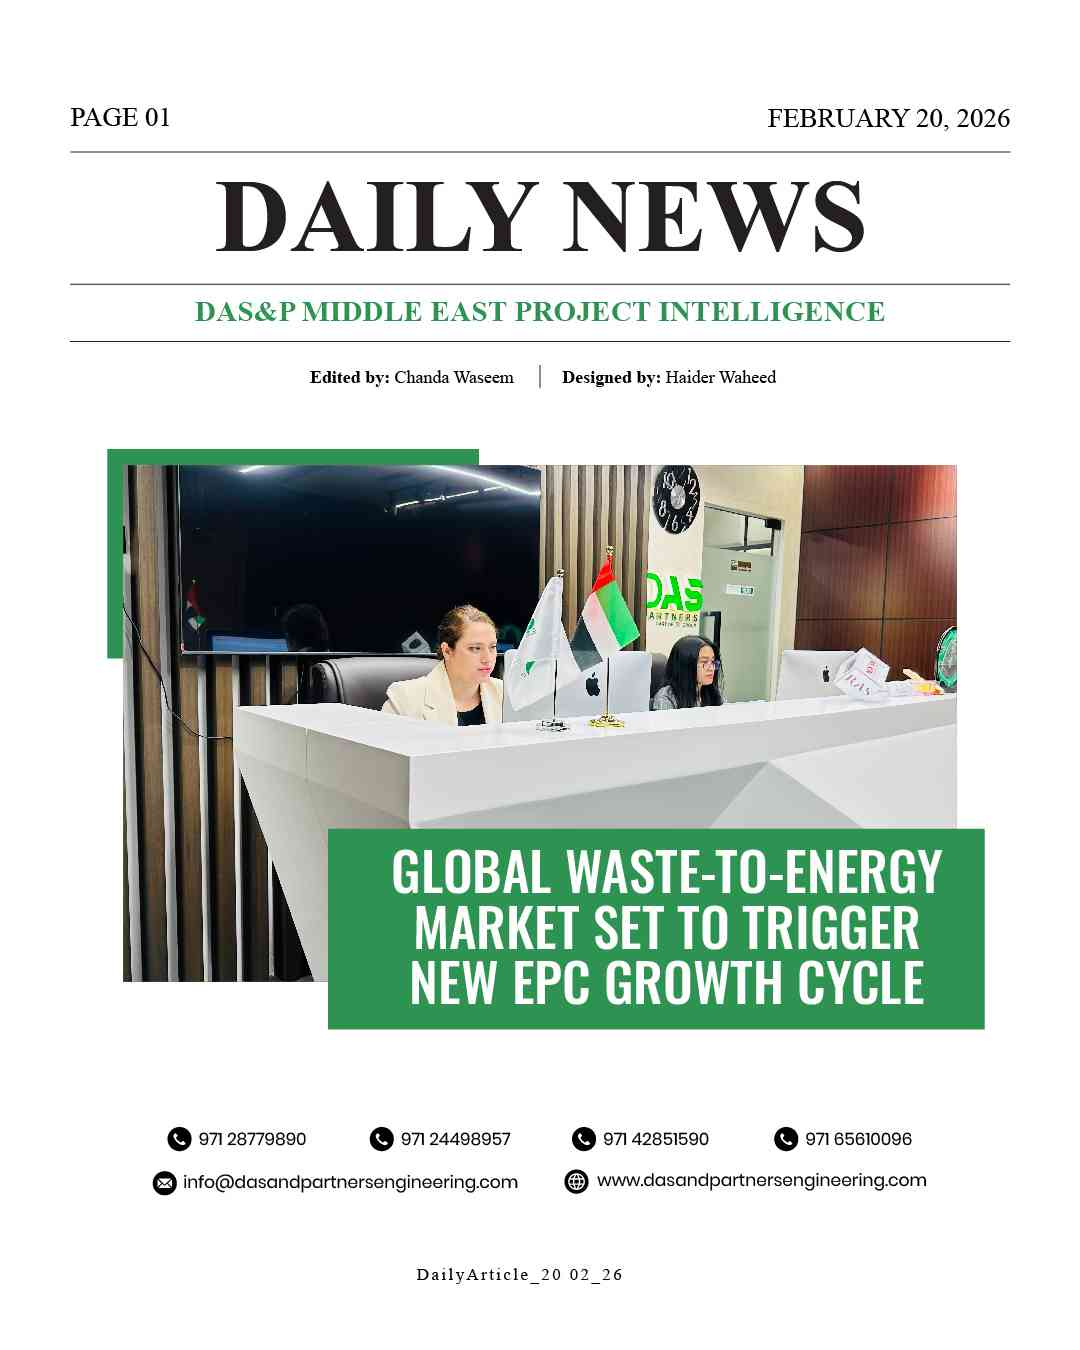 PAGE 01
FEBRUARY 20, 2026
DAILY NEWS
DAS&P MIDDLE EAST PROJECT INTELLIGENCE
Edited by: Chanda Waseem
Designed by: Haider Waheed
DAS
PARTNERS
GLOBAL WASTE-TO-ENERGY
MARKET SET TO TRIGGER
NEW EPC GROWTH CYCLE
971 28779890
971 24498957
971 42851590
971 65610096
info@dasandpartnersengineering.com
www.dasandpartnersengineering.com
DailyArticle_20 02_26